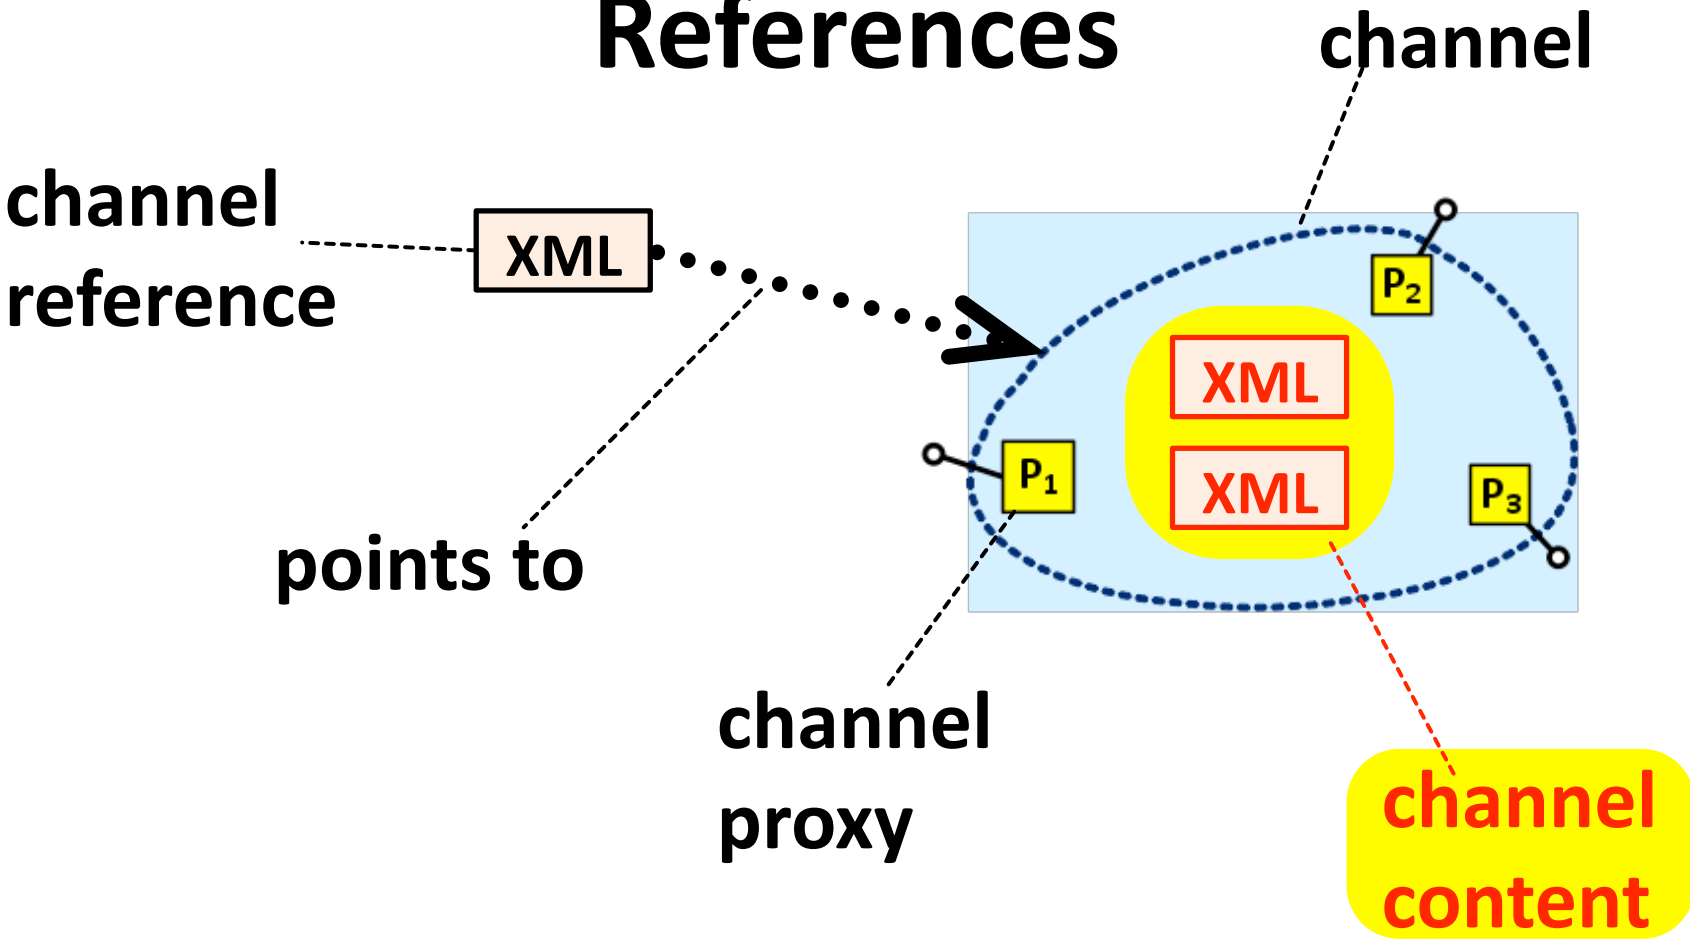 References
channel
channel
reference
XML
P₂
XML
XML
P₁
P₃
points to
channel
proxy
channel
content